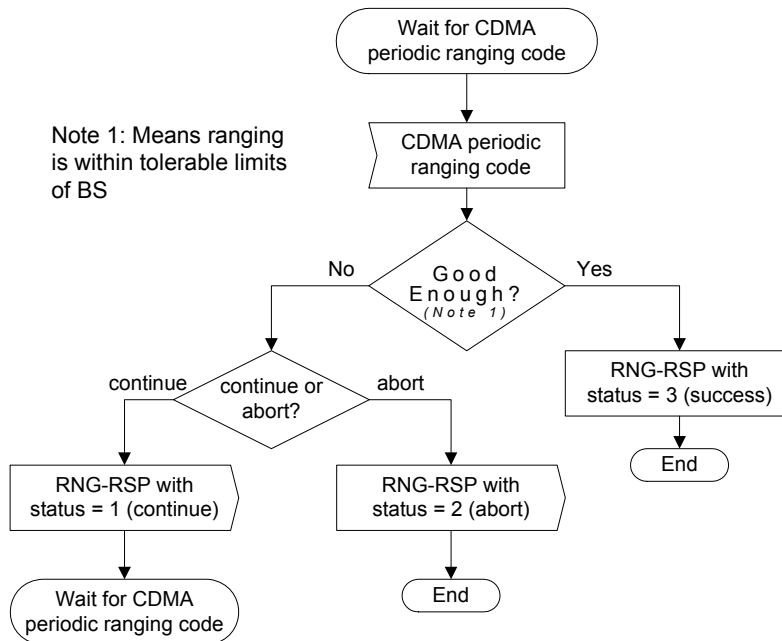 Wait for CDMA
periodic ranging code
Note 1: Means ranging
is within tolerable limits
of BS
CDMA periodic
ranging code
No
Good
Enough?
(Note 1)
Yes
continue
continue or
abort?
abort
RNG-RSP with
status = 3 (success)
End
RNG-RSP with
status = 1 (continue)
RNG-RSP with
status = 2 (abort)
Wait for CDMA
periodic ranging code
End